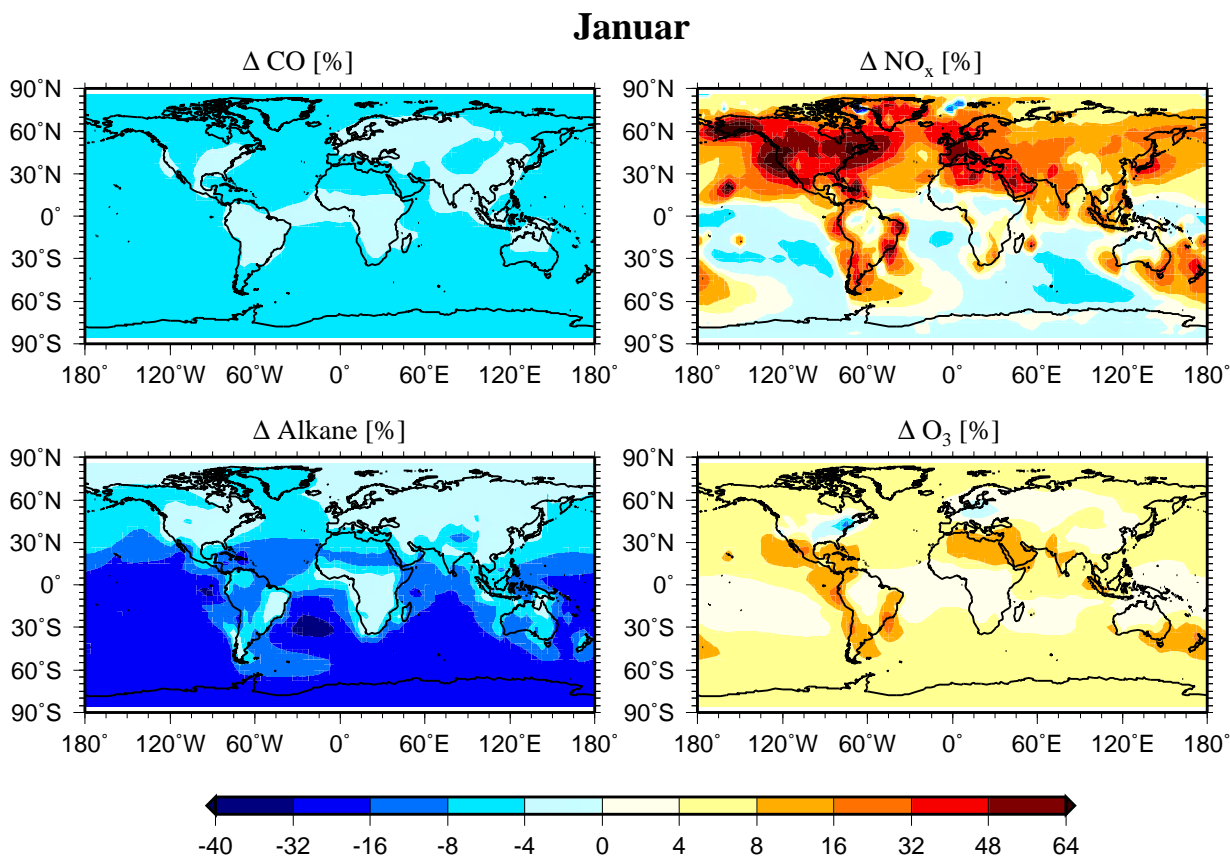 Januar
Δ CO [%] Δ NOx [%]
90˚N 90˚N
60˚N 60˚N
30˚N 30˚N
0˚ 0˚
30˚S 30˚S
60˚S 60˚S
90˚S 90˚S
180˚ 120˚W 60˚W 0˚ 60˚E 120˚E 180˚ 180˚ 120˚W 60˚W 0˚ 60˚E 120˚E 180˚
Δ Alkane [%] Δ O3 [%]
90˚N 90˚N
60˚N 60˚N
30˚N 30˚N
0˚ 0˚
30˚S 30˚S
60˚S 60˚S
90˚S 90˚S
180˚ 120˚W 60˚W 0˚ 60˚E 120˚E 180˚ 180˚ 120˚W 60˚W 0˚ 60˚E 120˚E 180˚
-40 -32 -16 -8 -4 0 4 8 16 32 48 64